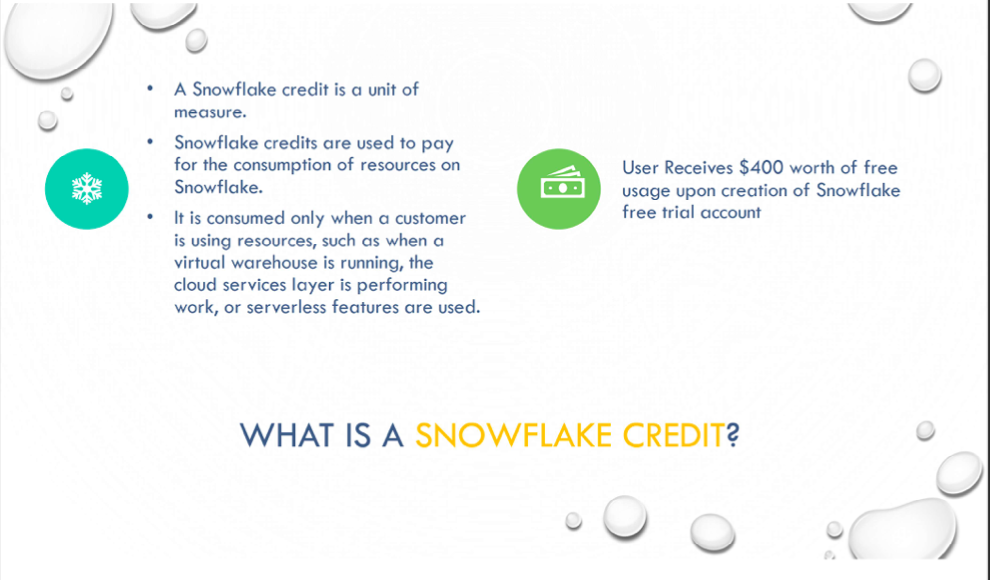 • A Snowflake credit is a unit of
measure.
• Snowflake credits are used to pay
for the consumption of resources on
Snowflake.
• It is consumed only when a customer
is using resources, such as when a
virtual warehouse is running, the
cloud services layer is performing
work, or serverless features are used.
User Receives $400 worth of free
usage upon creation of Snowflake
free trial account
WHAT IS A SNOWFLAKE CREDIT?